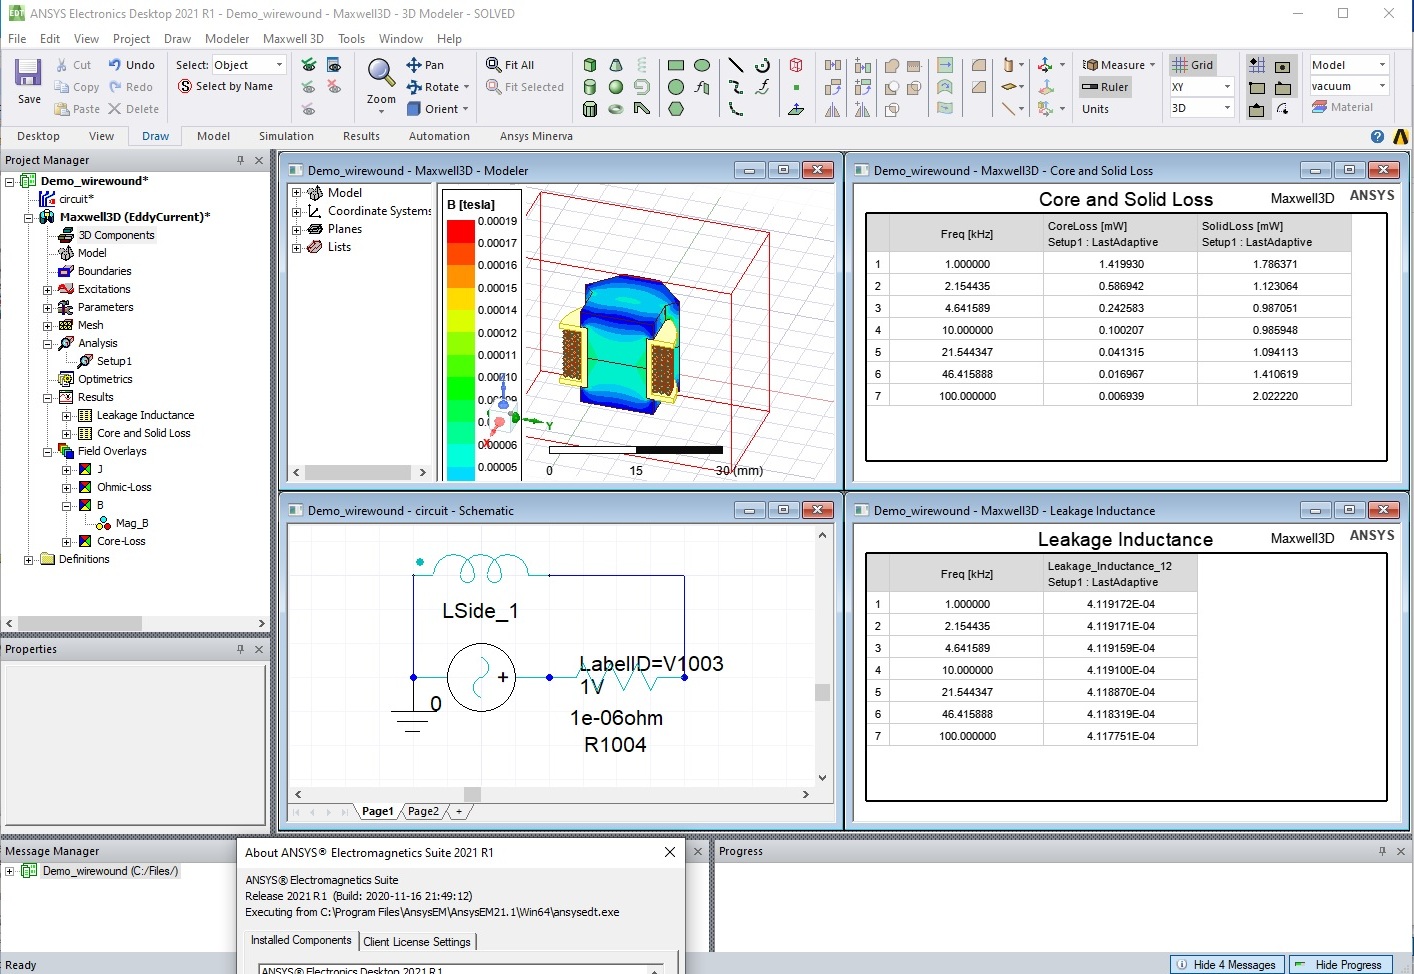 ANSYS Electronics Desktop 2021 R1 - Demo_wirewound - Maxwell3D - 3D Modeler - SOLVED
File Edit View Project Draw Modeler Maxwell 3D Tools Window Help
Save
Cut
Copy
Paste
Undo
Redo
Delete
Select: Object
Select by Name
Zoom
Pan
Rotate
Orient
Fit All
Fit Selected
Measure
Ruler
Units
Grid
XY
3D
Model
vacuum
Material
Desktop View Draw Model Simulation Results Automation Ansys Minerva
Project Manager
Demo_wirewound*
circuit*
Maxwell3D (EddyCurrent)*
3D Components
Model
Boundaries
Excitations
Parameters
Mesh
Analysis
Setup1
Optimetrics
Results
Leakage Inductance
Core and Solid Loss
Field Overlays
J
Ohmic-Loss
B
Mag_B
Core-Loss
Definitions
Properties
Demo_wirewound - Maxwell3D - Modeler
Model
Coordinate Systems
Planes
Lists
B [tesla]
0.00019
0.00017
0.00016
0.00015
0.00014
0.00012
0.00011
0.00006
0.00005
X
Y
0 15 30 (mm)
Demo_wirewound - Maxwell3D - Core and Solid Loss
Core and Solid Loss Maxwell3D ANSYS
Freq [kHz] CoreLoss [mW] SolidLoss [mW]
Setup1 : LastAdaptive Setup1 : LastAdaptive
1 1.000000 1.419930 1.786371
2 2.154435 0.586942 1.123064
3 4.641589 0.242583 0.987051
4 10.000000 0.100207 0.985948
5 21.544347 0.041315 1.094113
6 46.415888 0.016967 1.410619
7 100.000000 0.006939 2.022220
Demo_wirewound - circuit - Schematic
LSide_1
LabelID=V1003
1V
0
1e-06ohm
R1004
Page1 Page2 +
Demo_wirewound - Maxwell3D - Leakage Inductance
Leakage Inductance Maxwell3D ANSYS
Freq [kHz] Leakage_Inductance_12
Setup1 : LastAdaptive
1 1.000000 4.119172E-04
2 2.154435 4.119171E-04
3 4.641589 4.119159E-04
4 10.000000 4.119100E-04
5 21.544347 4.118870E-04
6 46.415888 4.118319E-04
7 100.000000 4.117751E-04
Message Manager
Demo_wirewound (C:/Files/)
About ANSYS® Electromagnetics Suite 2021 R1
ANSYS® Electromagnetics Suite
Release 2021 R1 (Build: 2020-11-16 21:49:12)
Executing from C:\Program Files\AnsysEM\AnsysEM21.1\Win64\ansysedt.exe
Installed Components Client License Settings
ANSYS® Electronics Desktop 2021 R1
Progress
Ready
Hide 4 Messages Hide Progress